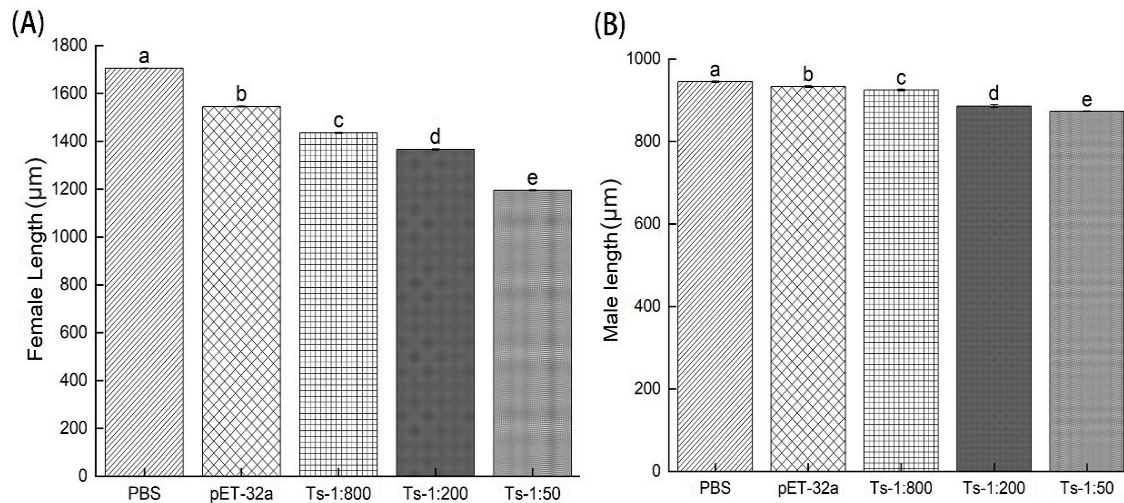 (A)
Female Length (μm)
1800
1600
1400
1200
1000
800
600
400
200
0
a
b
c
d
e
PBS
pET-32a
Ts-1:800
Ts-1:200
Ts-1:50
(B)
Male length(μm)
1000
800
600
400
200
0
a
b
c
d
e
PBS
pET-32a
Ts-1:800
Ts-1:200
Ts-1:50